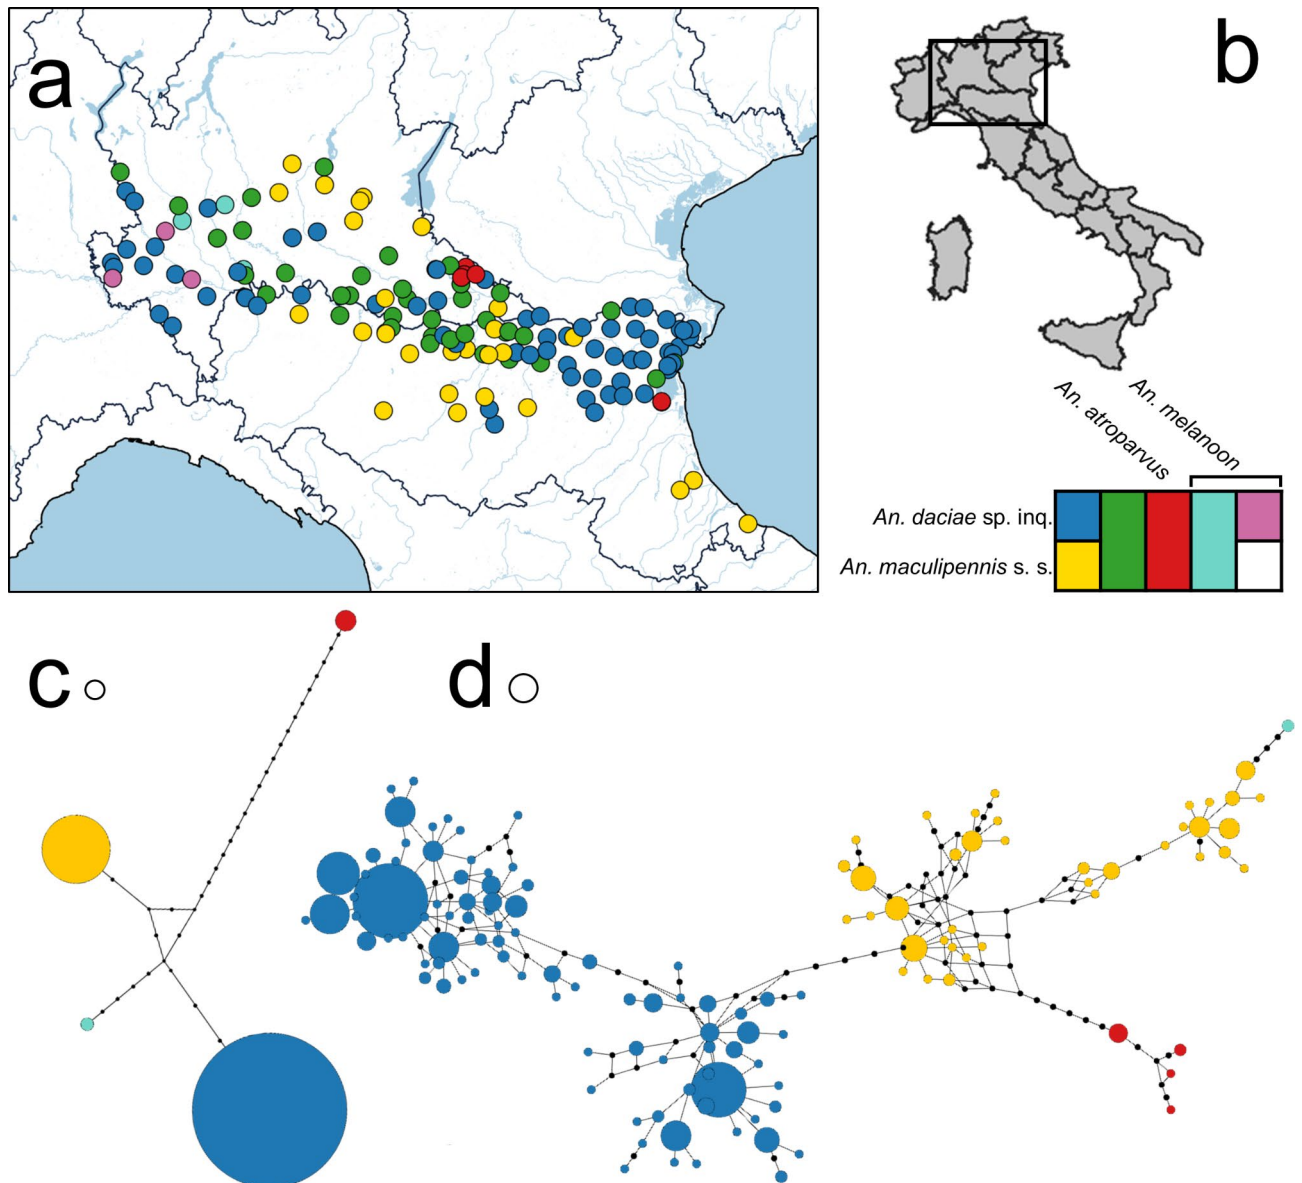 a
b
An. atroparvus
An. melanoon
An. daciae sp. inq.
An. maculipennis s. s.
c
d